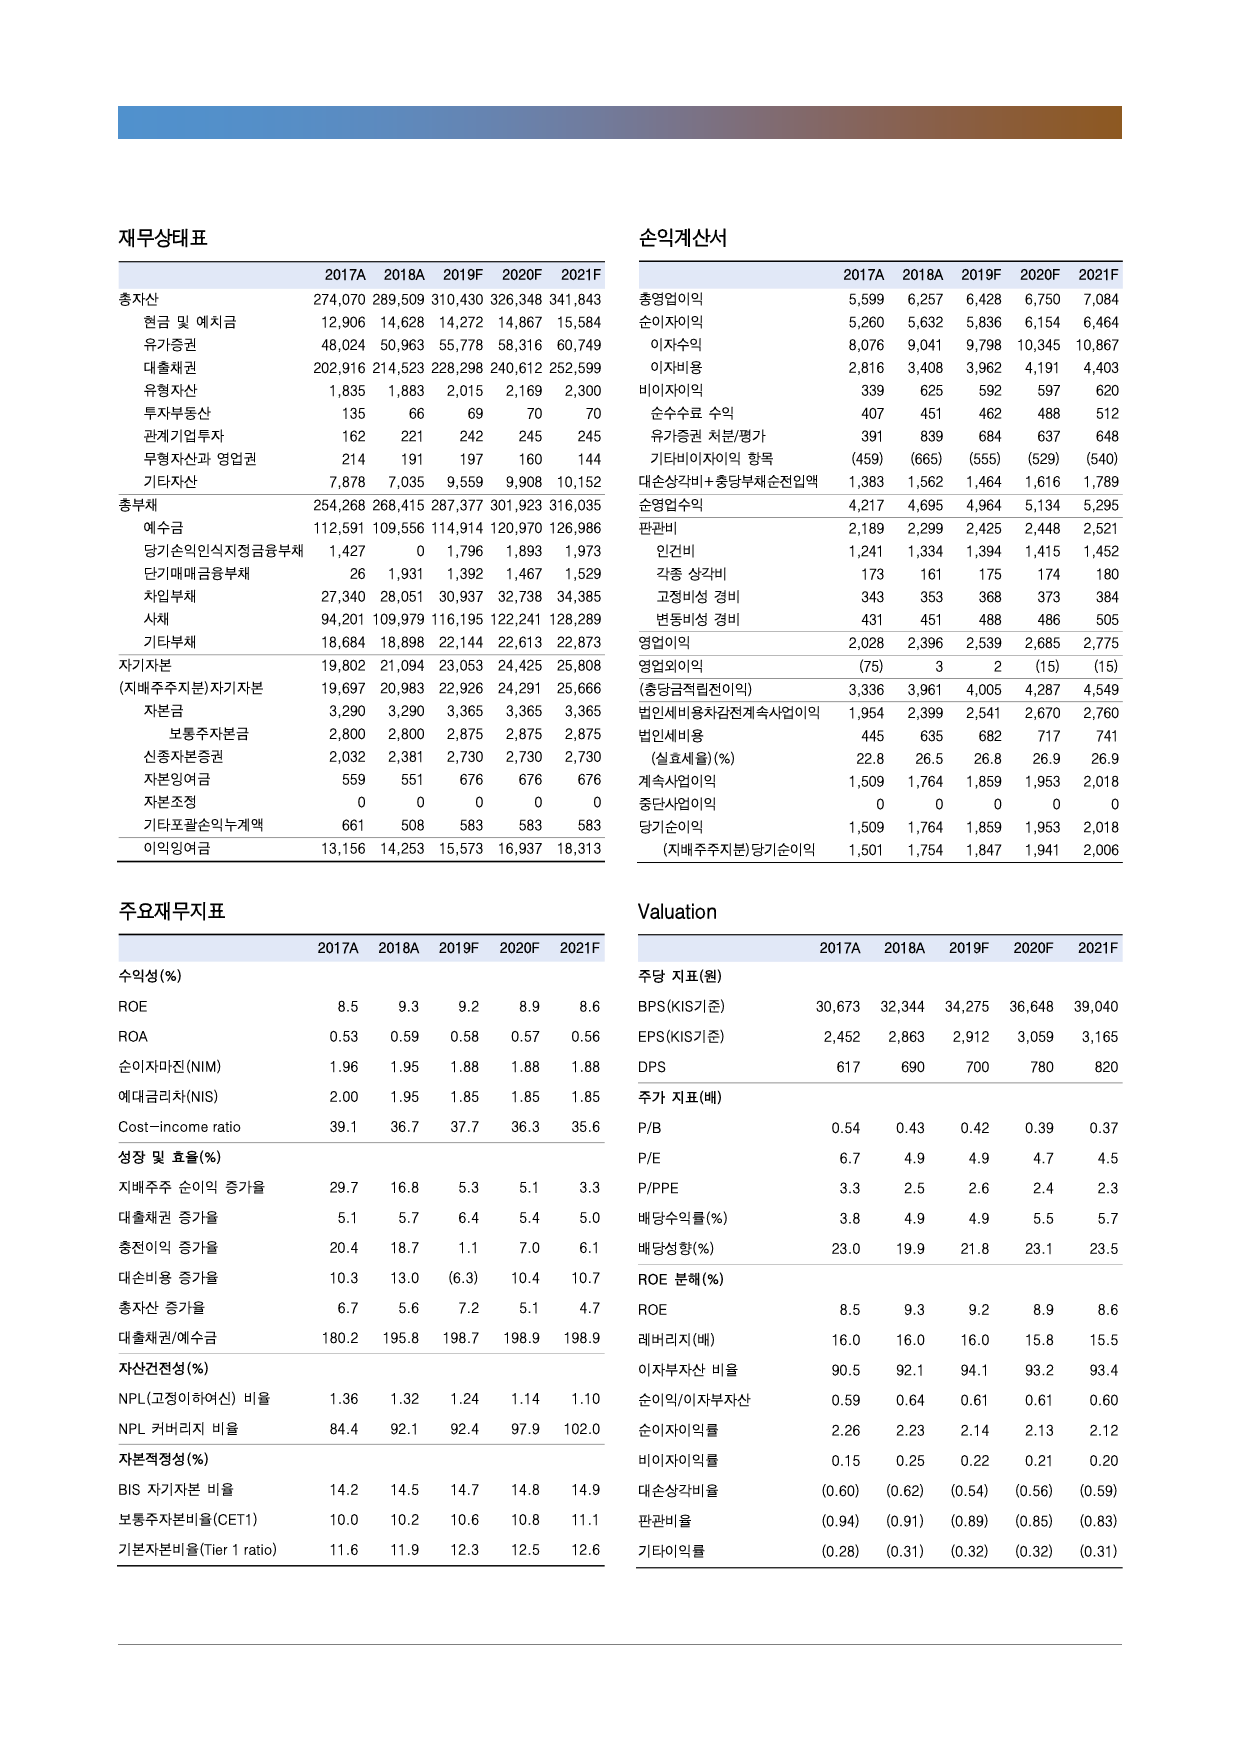 재무상태표
2017A 2018A 2019F 2020F 2021F
총자산 274,070 289,509 310,430 326,348 341,843
현금 및 예치금 12,906 14,628 14,272 14,867 15,584
유가증권 48,024 50,963 55,778 58,316 60,749
대출채권 202,916 214,523 228,298 240,612 252,599
유형자산 1,835 1,883 2,015 2,169 2,300
투자부동산 135 66 69 70 70
관계기업투자 162 221 242 245 245
무형자산과 영업권 214 191 197 160 144
기타자산 7,878 7,035 9,559 9,908 10,152
총부채 254,268 268,415 287,377 301,923 316,035
예수금 112,591 109,556 114,914 120,970 126,986
당기손익인식지정금융부채 1,427 0 1,796 1,893 1,973
단기매매금융부채 26 1,931 1,392 1,467 1,529
차입부채 27,340 28,051 30,937 32,738 34,385
사채 94,201 109,979 116,195 122,241 128,289
기타부채 18,684 18,898 22,144 22,613 22,873
자기자본 19,802 21,094 23,053 24,425 25,808
(지배주주지분)자기자본 19,697 20,983 22,926 24,291 25,666
자본금 3,290 3,290 3,365 3,365 3,365
보통주자본금 2,800 2,800 2,875 2,875 2,875
신종자본증권 2,032 2,381 2,730 2,730 2,730
자본잉여금 559 551 676 676 676
자본조정 0 0 0 0 0
기타포괄손익누계액 661 508 583 583 583
이익잉여금 13,156 14,253 15,573 16,937 18,313
손익계산서
2017A 2018A 2019F 2020F 2021F
총영업이익 5,599 6,257 6,428 6,750 7,084
순이자이익 5,260 5,632 5,836 6,154 6,464
이자수익 8,076 9,041 9,798 10,345 10,867
이자비용 2,816 3,408 3,962 4,191 4,403
비이자이익 339 625 592 597 620
순수수료 수익 407 451 462 488 512
유가증권 처분/평가 391 839 684 637 648
기타비이자이익 항목 (459) (665) (555) (529) (540)
대손상각비+충당부채순전입액 1,383 1,562 1,464 1,616 1,789
순영업수익 4,217 4,695 4,964 5,134 5,295
판관비 2,189 2,299 2,425 2,448 2,521
인건비 1,241 1,334 1,394 1,415 1,452
각종 상각비 173 161 175 174 180
고정비성 경비 343 353 368 373 384
변동비성 경비 431 451 488 486 505
영업이익 2,028 2,396 2,539 2,685 2,775
영업외이익 (75) 3 2 (15) (15)
(충당금적립전이익) 3,336 3,961 4,005 4,287 4,549
법인세비용차감전계속사업이익 1,954 2,399 2,541 2,670 2,760
법인세비용 445 635 682 717 741
(실효세율)(%) 22.8 26.5 26.8 26.9 26.9
계속사업이익 1,509 1,764 1,859 1,953 2,018
중단사업이익 0 0 0 0 0
당기순이익 1,509 1,764 1,859 1,953 2,018
(지배주주지분)당기순이익 1,501 1,754 1,847 1,941 2,006
주요재무지표
2017A 2018A 2019F 2020F 2021F
수익성(%)
ROE 8.5 9.3 9.2 8.9 8.6
ROA 0.53 0.59 0.58 0.57 0.56
순이자마진(NIM) 1.96 1.95 1.88 1.88 1.88
예대금리차(NIS) 2.00 1.95 1.85 1.85 1.85
Cost-income ratio 39.1 36.7 37.7 36.3 35.6
성장 및 효율(%)
지배주주 순이익 증가율 29.7 16.8 5.3 5.1 3.3
대출채권 증가율 5.1 5.7 6.4 5.4 5.0
충전이익 증가율 20.4 18.7 1.1 7.0 6.1
대손비용 증가율 10.3 13.0 (6.3) 10.4 10.7
총자산 증가율 6.7 5.6 7.2 5.1 4.7
대출채권/예수금 180.2 195.8 198.7 198.9 198.9
자산건전성(%)
NPL(고정이하여신) 비율 1.36 1.32 1.24 1.14 1.10
NPL 커버리지 비율 84.4 92.1 92.4 97.9 102.0
자본적정성(%)
BIS 자기자본 비율 14.2 14.5 14.7 14.8 14.9
보통주자본비율(CET1) 10.0 10.2 10.6 10.8 11.1
기본자본비율(Tier 1 ratio) 11.6 11.9 12.3 12.5 12.6
Valuation
2017A 2018A 2019F 2020F 2021F
주당 지표(원)
BPS(KIS기준) 30,673 32,344 34,275 36,648 39,040
EPS(KIS기준) 2,452 2,863 2,912 3,059 3,165
DPS 617 690 700 780 820
주가 지표(배)
P/B 0.54 0.43 0.42 0.39 0.37
P/E 6.7 4.9 4.9 4.7 4.5
P/PPE 3.3 2.5 2.6 2.4 2.3
배당수익률(%) 3.8 4.9 4.9 5.5 5.7
배당성향(%) 23.0 19.9 21.8 23.1 23.5
ROE 분해(%)
ROE 8.5 9.3 9.2 8.9 8.6
레버리지(배) 16.0 16.0 16.0 15.8 15.5
이자부자산 비율 90.5 92.1 94.1 93.2 93.4
순이익/이자부자산 0.59 0.64 0.61 0.61 0.60
순이자이익률 2.26 2.23 2.14 2.13 2.12
비이자이익률 0.15 0.25 0.22 0.21 0.20
대손상각비율 (0.60) (0.62) (0.54) (0.56) (0.59)
판관비율 (0.94) (0.91) (0.89) (0.85) (0.83)
기타이익률 (0.28) (0.31) (0.32) (0.32) (0.31)